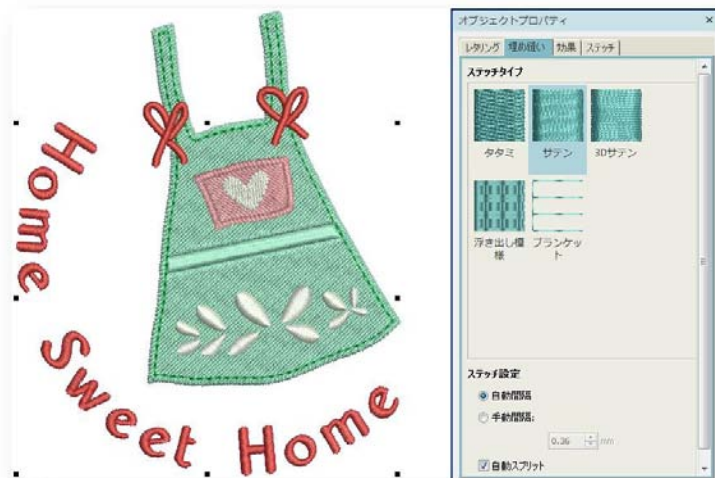 Home Sweet Home
オブジェクトプロパティ ×
レタリング 埋め縫い 効果 ステッチ
ステッチタイプ
タタミ サテン 3Dサテン
浮き出し模様 ブランケット
ステッチ設定
自動間隔
手動間隔:
0.36 mm
自動スプリット